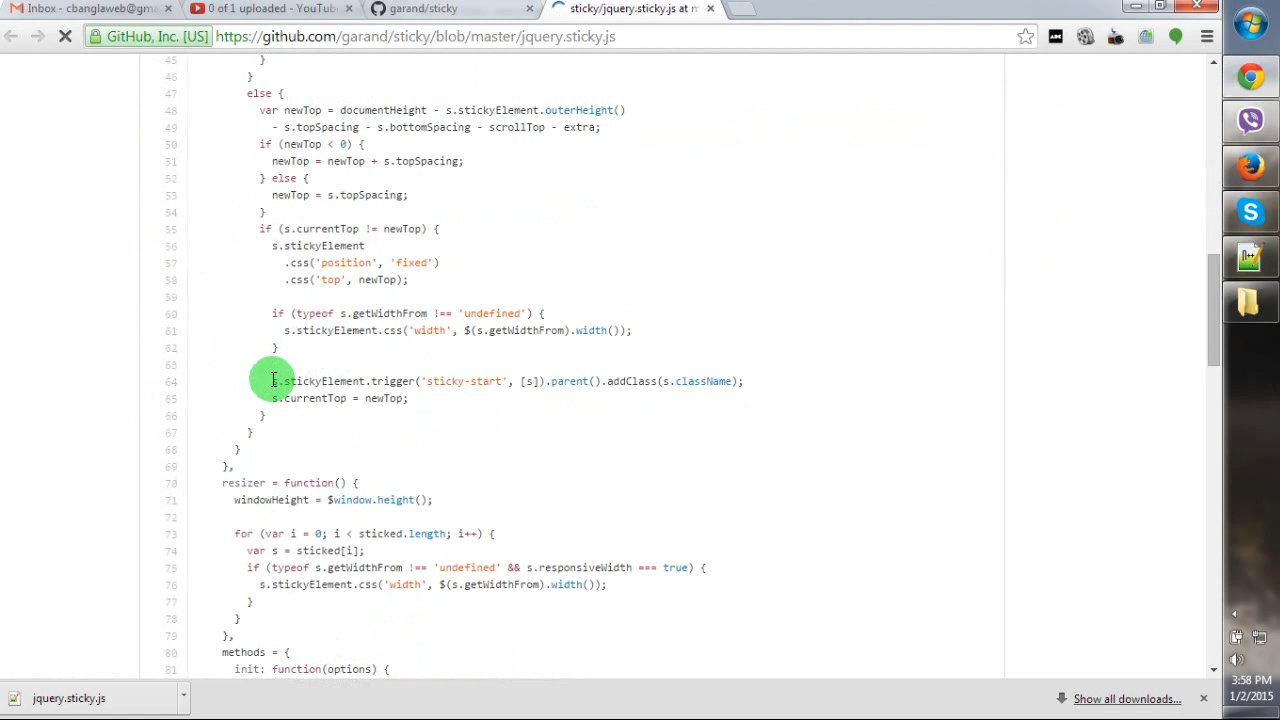 Inbox - cbanglaweb@gm
0 of 1 uploaded - YouTube
garand/sticky
sticky/jquery.sticky.js at m
GitHub, Inc. [US]
https://github.com/garand/sticky/blob/master/jquery.sticky.js
45 }
46 }
47 else {
48 var newTop = documentHeight - s.stickyElement.outerHeight()
49 - s.topSpacing - s.bottomSpacing - scrollTop - extra;
50 if (newTop < 0) {
51 newTop = newTop + s.topSpacing;
52 } else {
53 newTop = s.topSpacing;
54 }
55 if (s.currentTop != newTop) {
56 s.stickyElement
57 .css('position', 'fixed')
58 .css('top', newTop);
59
60 if (typeof s.getWidthFrom !== 'undefined') {
61 s.stickyElement.css('width', $(s.getWidthFrom).width());
62 }
63
64 s.stickyElement.trigger('sticky-start', [s]).parent().addClass(s.className);
65 s.currentTop = newTop;
66 }
67 }
68 }
69 },
70 resizer = function() {
71 windowHeight = $window.height();
72
73 for (var i = 0; i < sticked.length; i++) {
74 var s = sticked[i];
75 if (typeof s.getWidthFrom !== 'undefined' && s.responsiveWidth === true) {
76 s.stickyElement.css('width', $(s.getWidthFrom).width());
77 }
78 }
79 },
80 methods = {
81 init: function(options) {
jquery.sticky.js
Show all downloads...
3:58 PM
1/2/2015